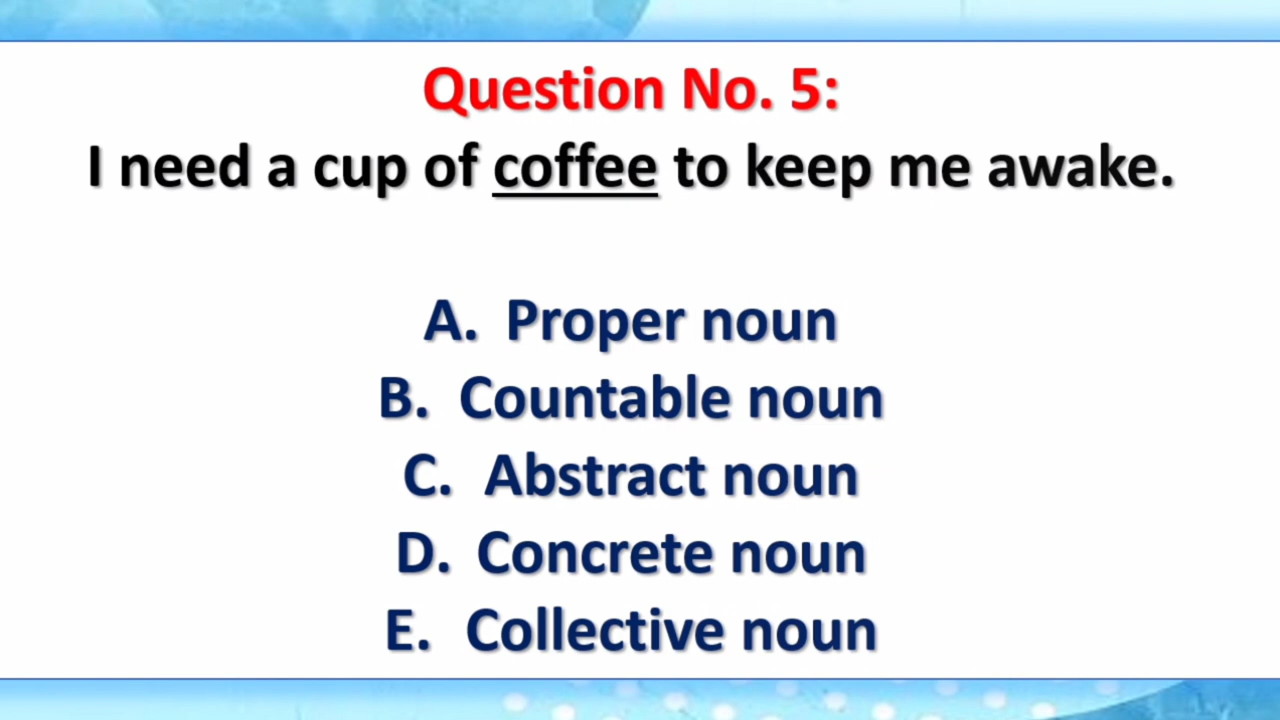 Question No. 5:
I need a cup of coffee to keep me awake.
A. Proper noun
B. Countable noun
C. Abstract noun
D. Concrete noun
E. Collective noun